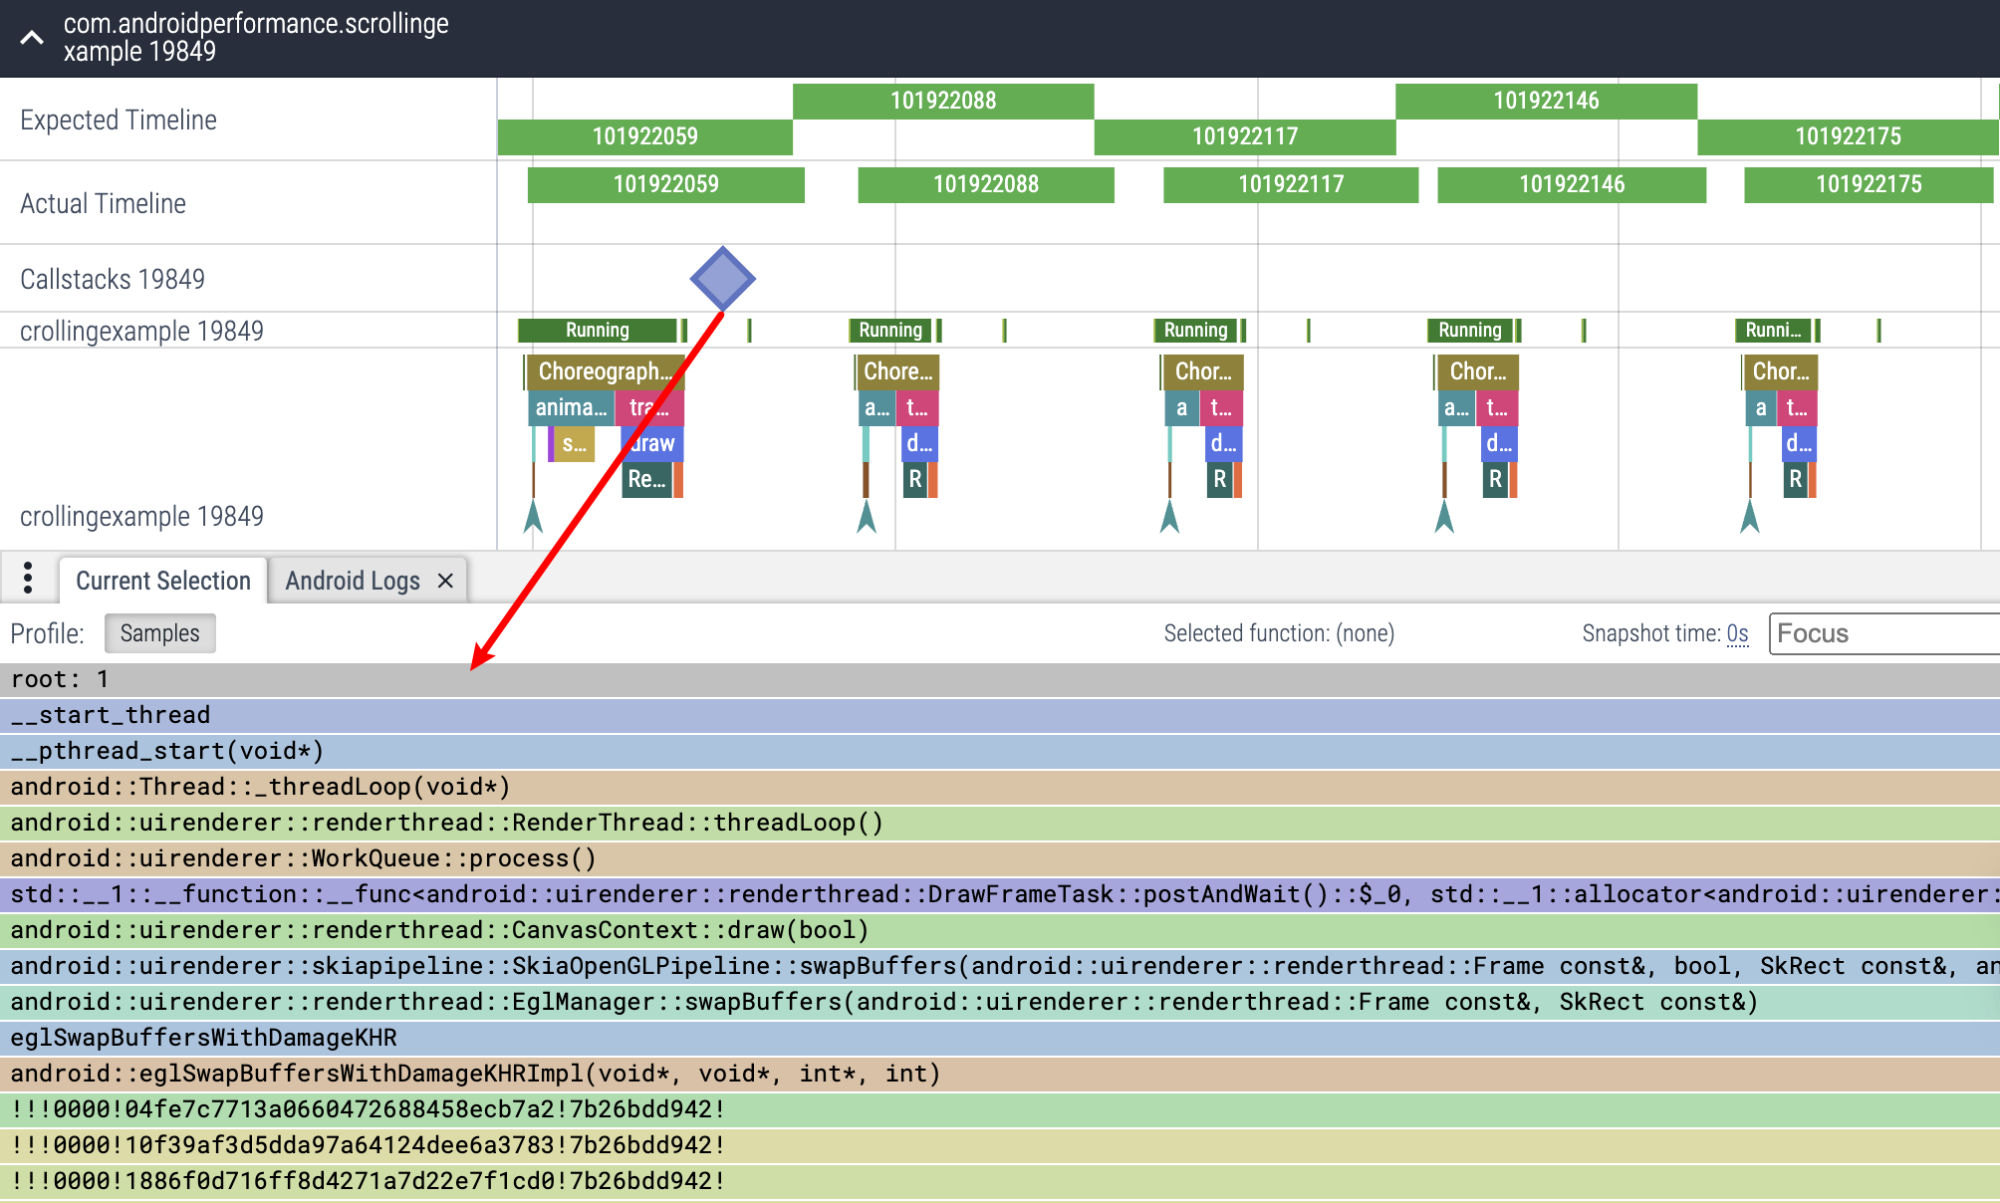 com.androidperformance.scrollinge
xample 19849
Expected Timeline
101922088
101922146
101922059
101922117
101922175
Actual Timeline
101922059
101922088
101922117
101922146
101922175
Callstacks 19849
crollingexample 19849
Running
Running
Running
Running
Runni...
Choreograph...
Chore...
Chor...
Chor...
Chor...
anima...
tra...
a...
t...
a
t...
a...
t...
a
t...
s...
draw
d...
d...
d...
d...
Re...
R
R
R
R
crollingexample 19849
Current Selection
Android Logs ×
Profile:
Samples
Selected function: (none)
Snapshot time: 0s
Focus
root: 1
__start_thread
__pthread_start(void*)
android::Thread::_threadLoop(void*)
android::uirenderer::renderthread::RenderThread::threadLoop()
android::uirenderer::WorkQueue::process()
std::__1::__function::__func<android::uirenderer::renderthread::DrawFrameTask::postAndWait()::$_0, std::__1::allocator<android::uirenderer::
android::uirenderer::renderthread::CanvasContext::draw(bool)
android::uirenderer::skiapipeline::SkiaOpenGLPipeline::swapBuffers(android::uirenderer::renderthread::Frame const&, bool, SkRect const&, an
android::uirenderer::renderthread::EglManager::swapBuffers(android::uirenderer::renderthread::Frame const&, SkRect const&)
eglSwapBuffersWithDamageKHR
android::eglSwapBuffersWithDamageKHRImpl(void*, void*, int*, int)
!!!0000!04fe7c7713a0660472688458ecb7a2!7b26bdd942!
!!!0000!10f39af3d5dda97a64124dee6a3783!7b26bdd942!
!!!0000!1886f0d716ff8d4271a7d22e7f1cd0!7b26bdd942!